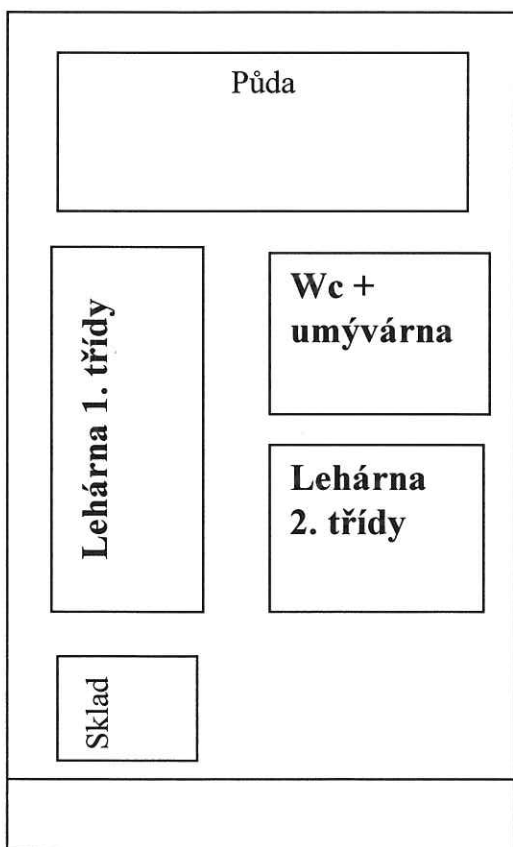 Půda
Lehárna 1. třídy
Wc +
umývárna
Lehárna
2. třídy
Sklad